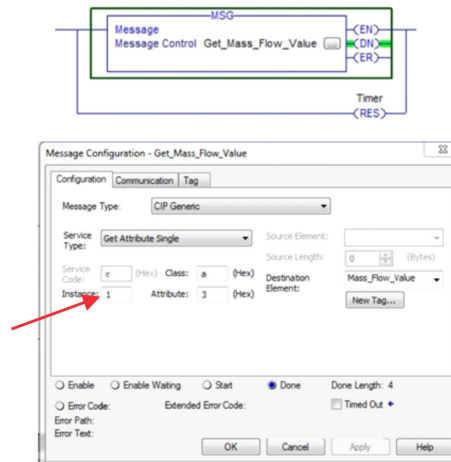 MSG
Message
Message Control Get_Mass_Flow_Value ...
(EN)
(DN)
(ER)
Timer
(RES)
Message Configuration - Get_Mass_Flow_Value
Configuration Communication Tag
Message Type: CIP Generic
Service Type: Get Attribute Single
Source Element:
Source Length: 0 (Bytes)
Service Code: e (Hex) Class: a (Hex)
Destination Element: Mass_Flow_Value
Instance: 1 Attribute: 3 (Hex)
New Tag...
Enable Enable Waiting Start Done Done Length: 4
Error Code: Extended Error Code: Timed Out
Error Path:
Error Text:
OK Cancel Apply Help